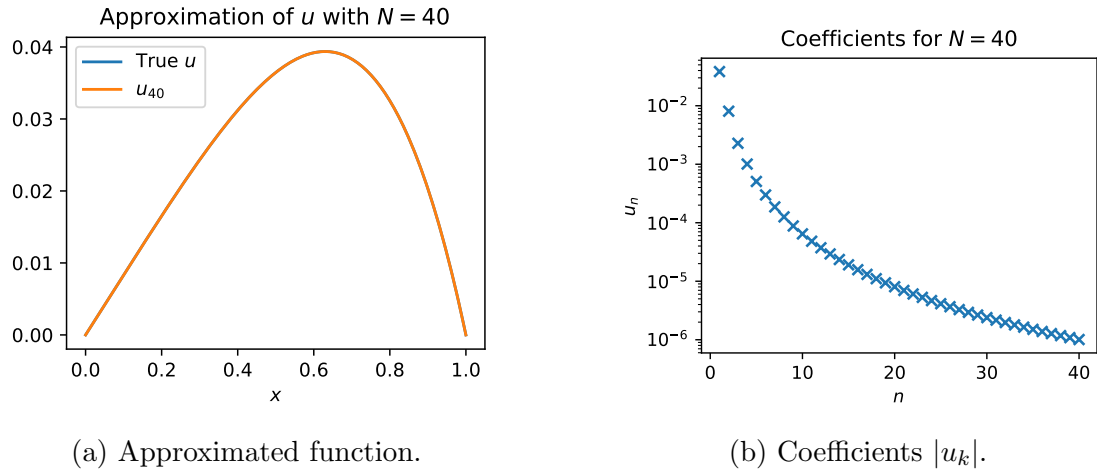 Approximation of u with N = 40
0.04
0.03
0.02
0.01
0.00
True u
u₄₀
0.0 0.2 0.4 0.6 0.8 1.0
x
(a) Approximated function.
Coefficients for N = 40
uₙ
10⁻²
10⁻³
10⁻⁴
10⁻⁵
10⁻⁶
0 10 20 30 40
n
(b) Coefficients |uₖ|.